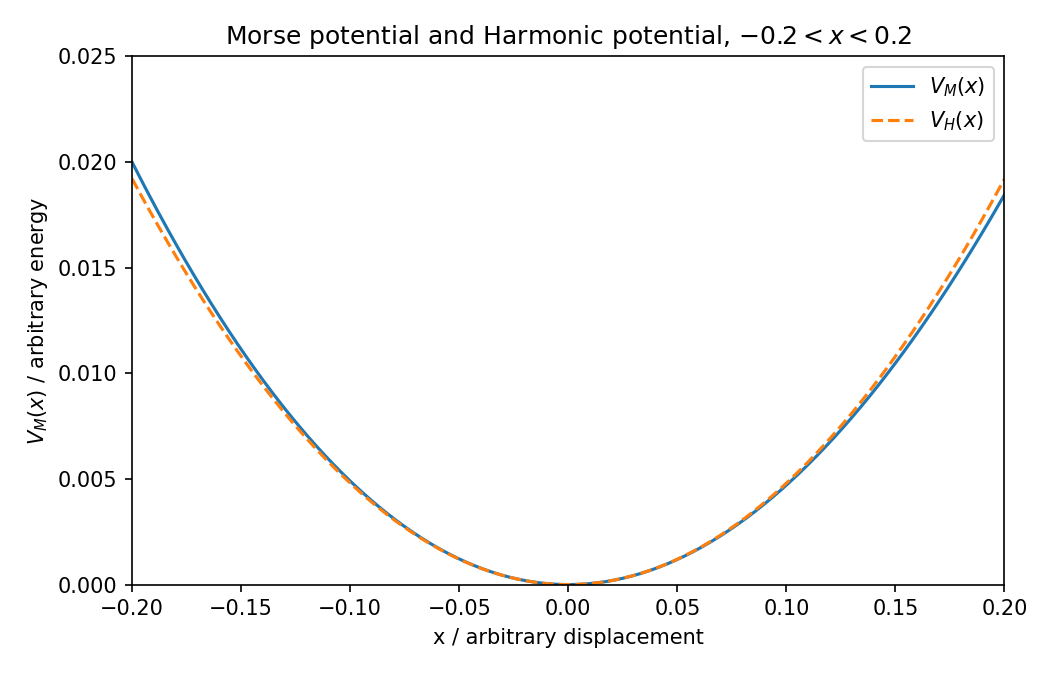 Morse potential and Harmonic potential, −0.2 < x < 0.2
0.025
0.020
0.015
0.010
0.005
0.000
V_M(x) / arbitrary energy
V_M(x)
V_H(x)
−0.20 −0.15 −0.10 −0.05 0.00 0.05 0.10 0.15 0.20
x / arbitrary displacement